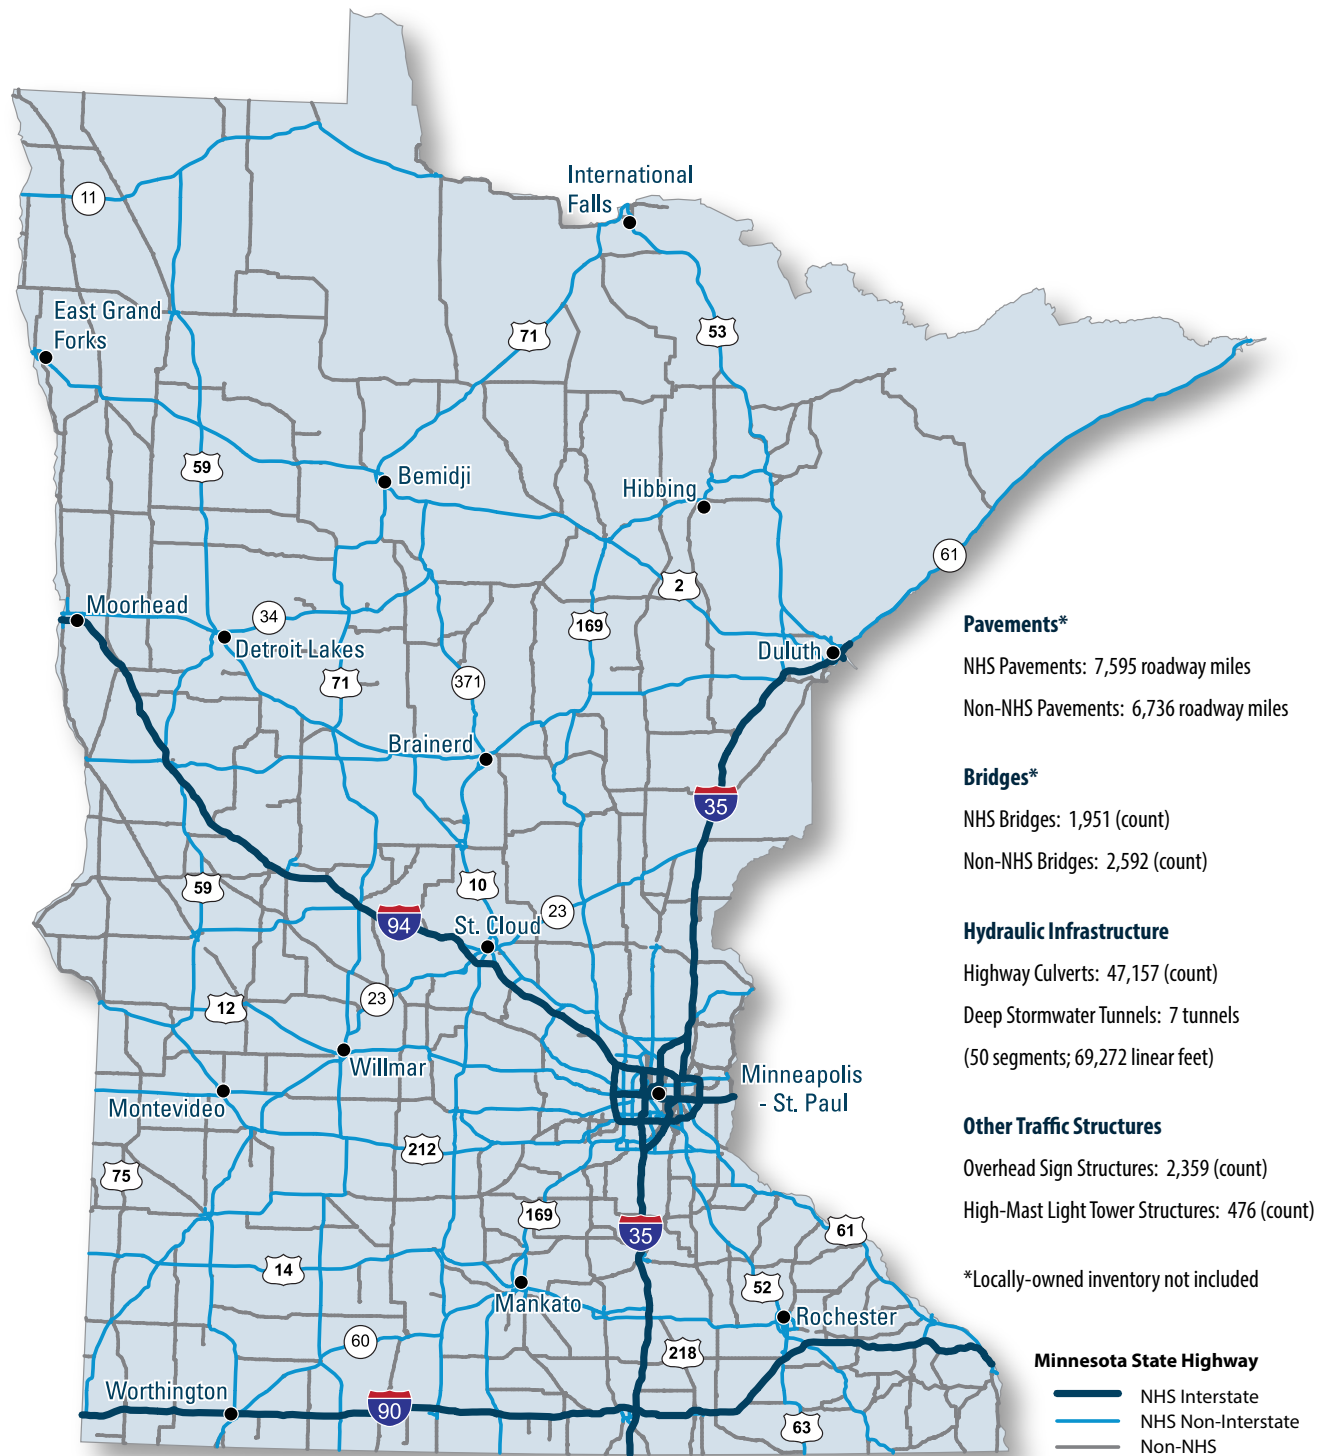 International
Falls
11
East Grand
Forks
71
53
59
Bemidji
Hibbing
61
2
Moorhead
34
169
Detroit Lakes
Duluth
71
371
Brainerd
35
59
10
23
94
St. Cloud
23
12
Willmar
Minneapolis
- St. Paul
Montevideo
212
75
169
35
61
14
52
Mankato
Rochester
60
218
Worthington
90
63
Pavements*
NHS Pavements: 7,595 roadway miles
Non-NHS Pavements: 6,736 roadway miles
Bridges*
NHS Bridges: 1,951 (count)
Non-NHS Bridges: 2,592 (count)
Hydraulic Infrastructure
Highway Culverts: 47,157 (count)
Deep Stormwater Tunnels: 7 tunnels
(50 segments; 69,272 linear feet)
Other Traffic Structures
Overhead Sign Structures: 2,359 (count)
High-Mast Light Tower Structures: 476 (count)
*Locally-owned inventory not included
Minnesota State Highway
NHS Interstate
NHS Non-Interstate
Non-NHS